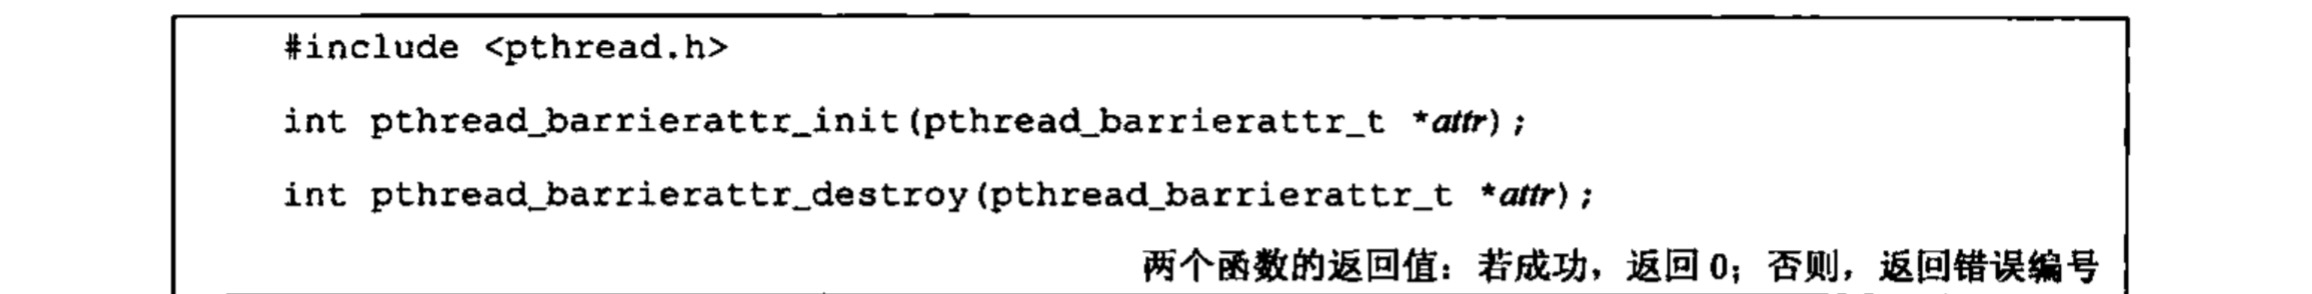 #include <pthread.h>
int pthread_barrierattr_init(pthread_barrierattr_t *attr);
int pthread_barrierattr_destroy(pthread_barrierattr_t *attr);
两个函数的返回值：若成功，返回 0；否则，返回错误编号